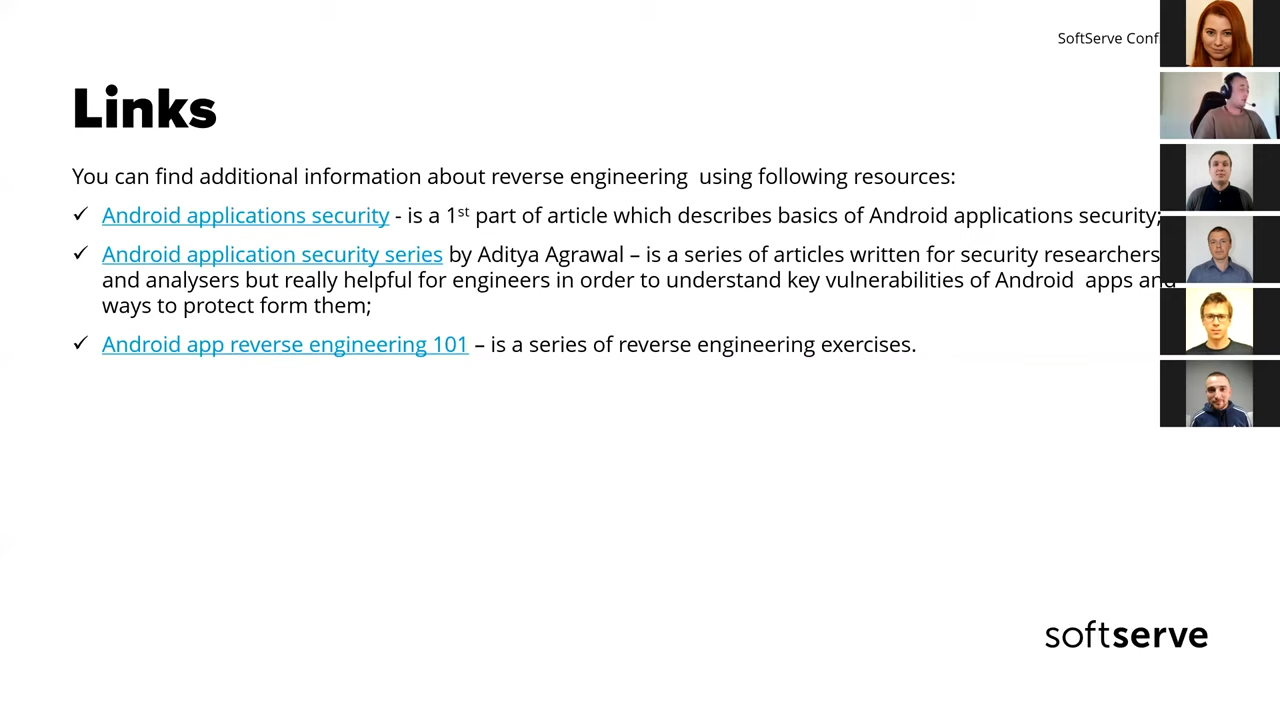 SoftServe Conf
Links
You can find additional information about reverse engineering  using following resources:
✓ Android applications security - is a 1st part of article which describes basics of Android applications security;
✓ Android application security series by Aditya Agrawal – is a series of articles written for security researchers
and analysers but really helpful for engineers in order to understand key vulnerabilities of Android  apps and
ways to protect form them;
✓ Android app reverse engineering 101 – is a series of reverse engineering exercises.
softserve